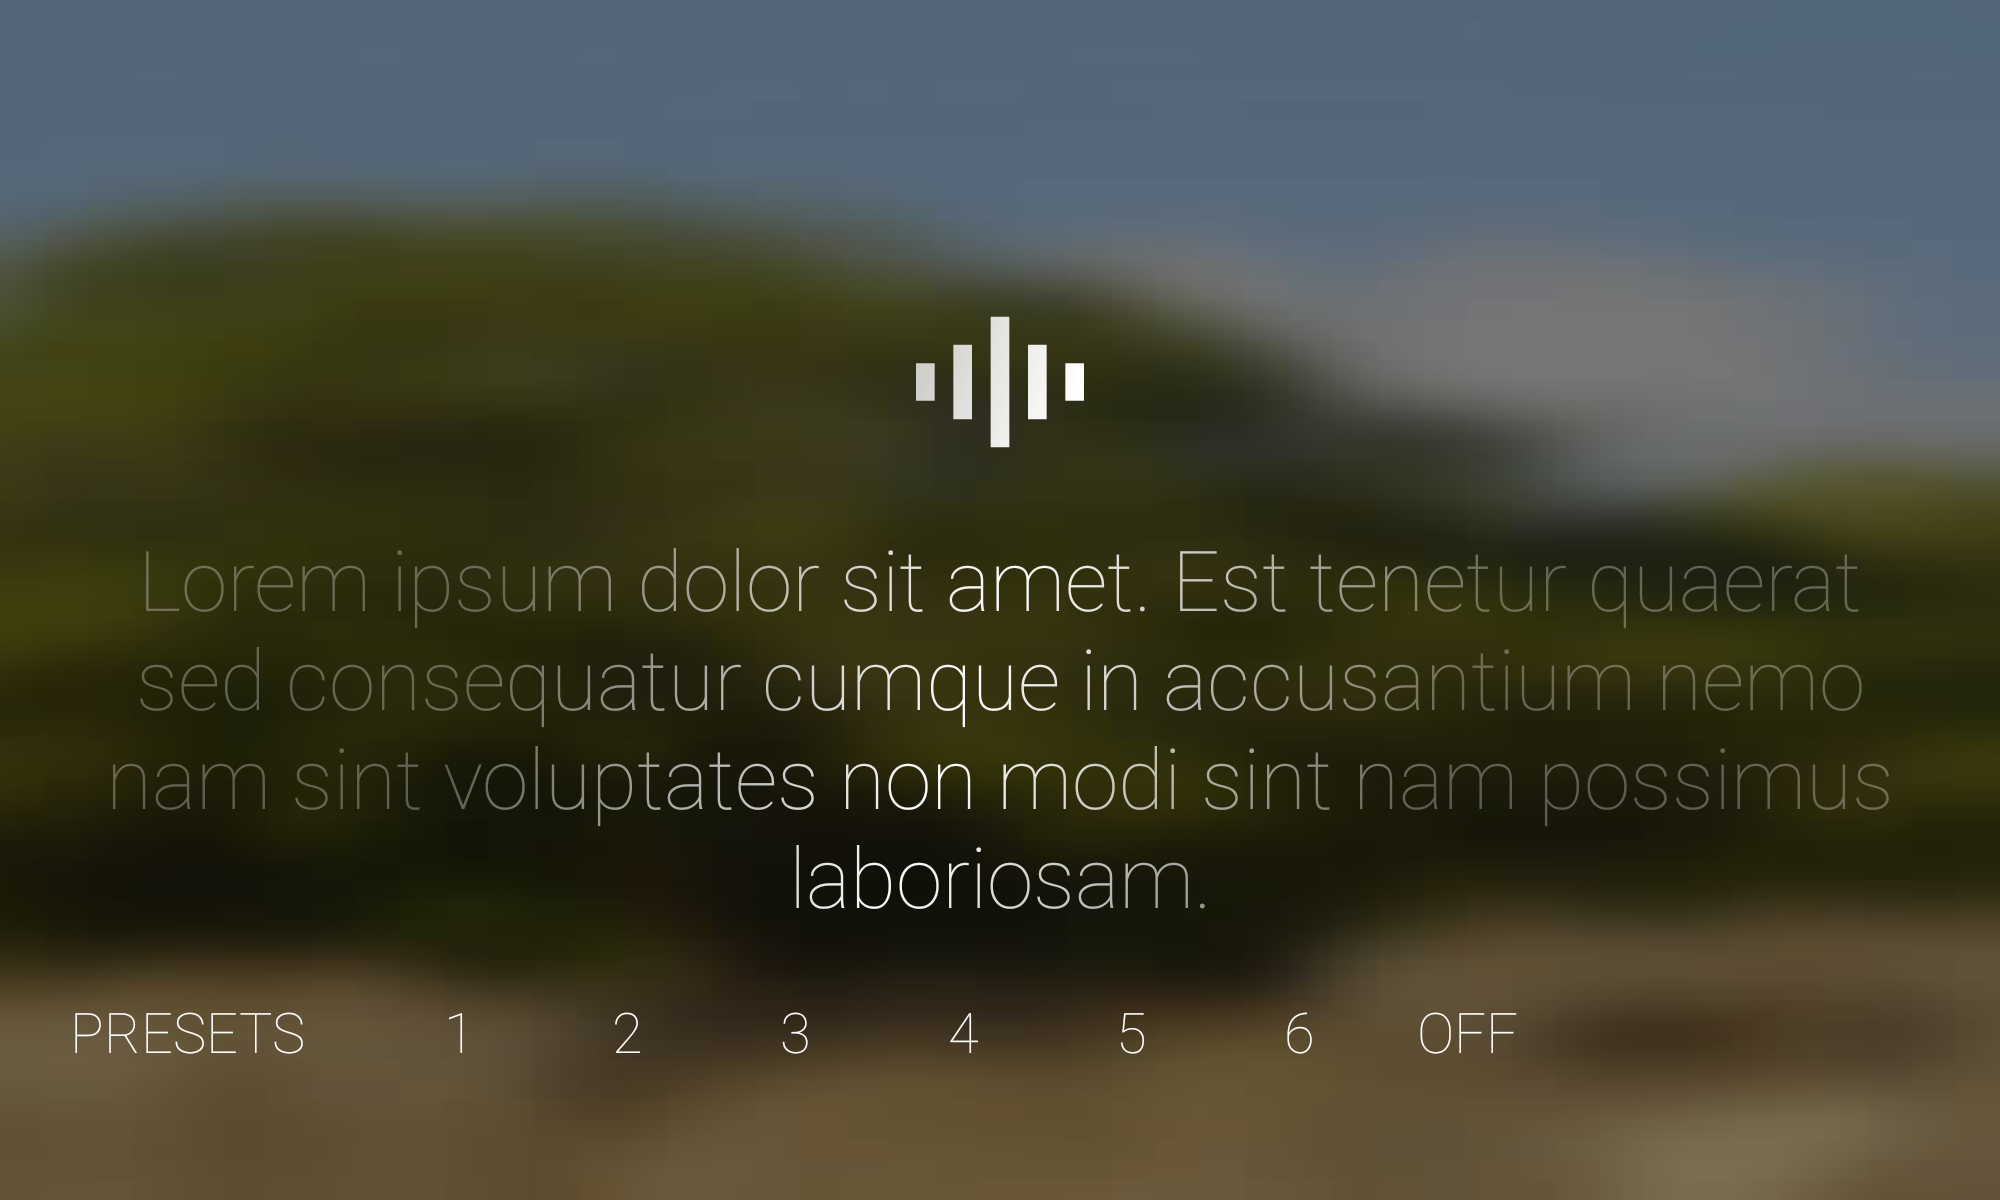 Lorem ipsum dolor sit amet. Est tenetur quaerat
sed consequatur cumque in accusantium nemo
nam sint voluptates non modi sint nam possimus
laboriosam.
PRESETS 1 2 3 4 5 6 OFF